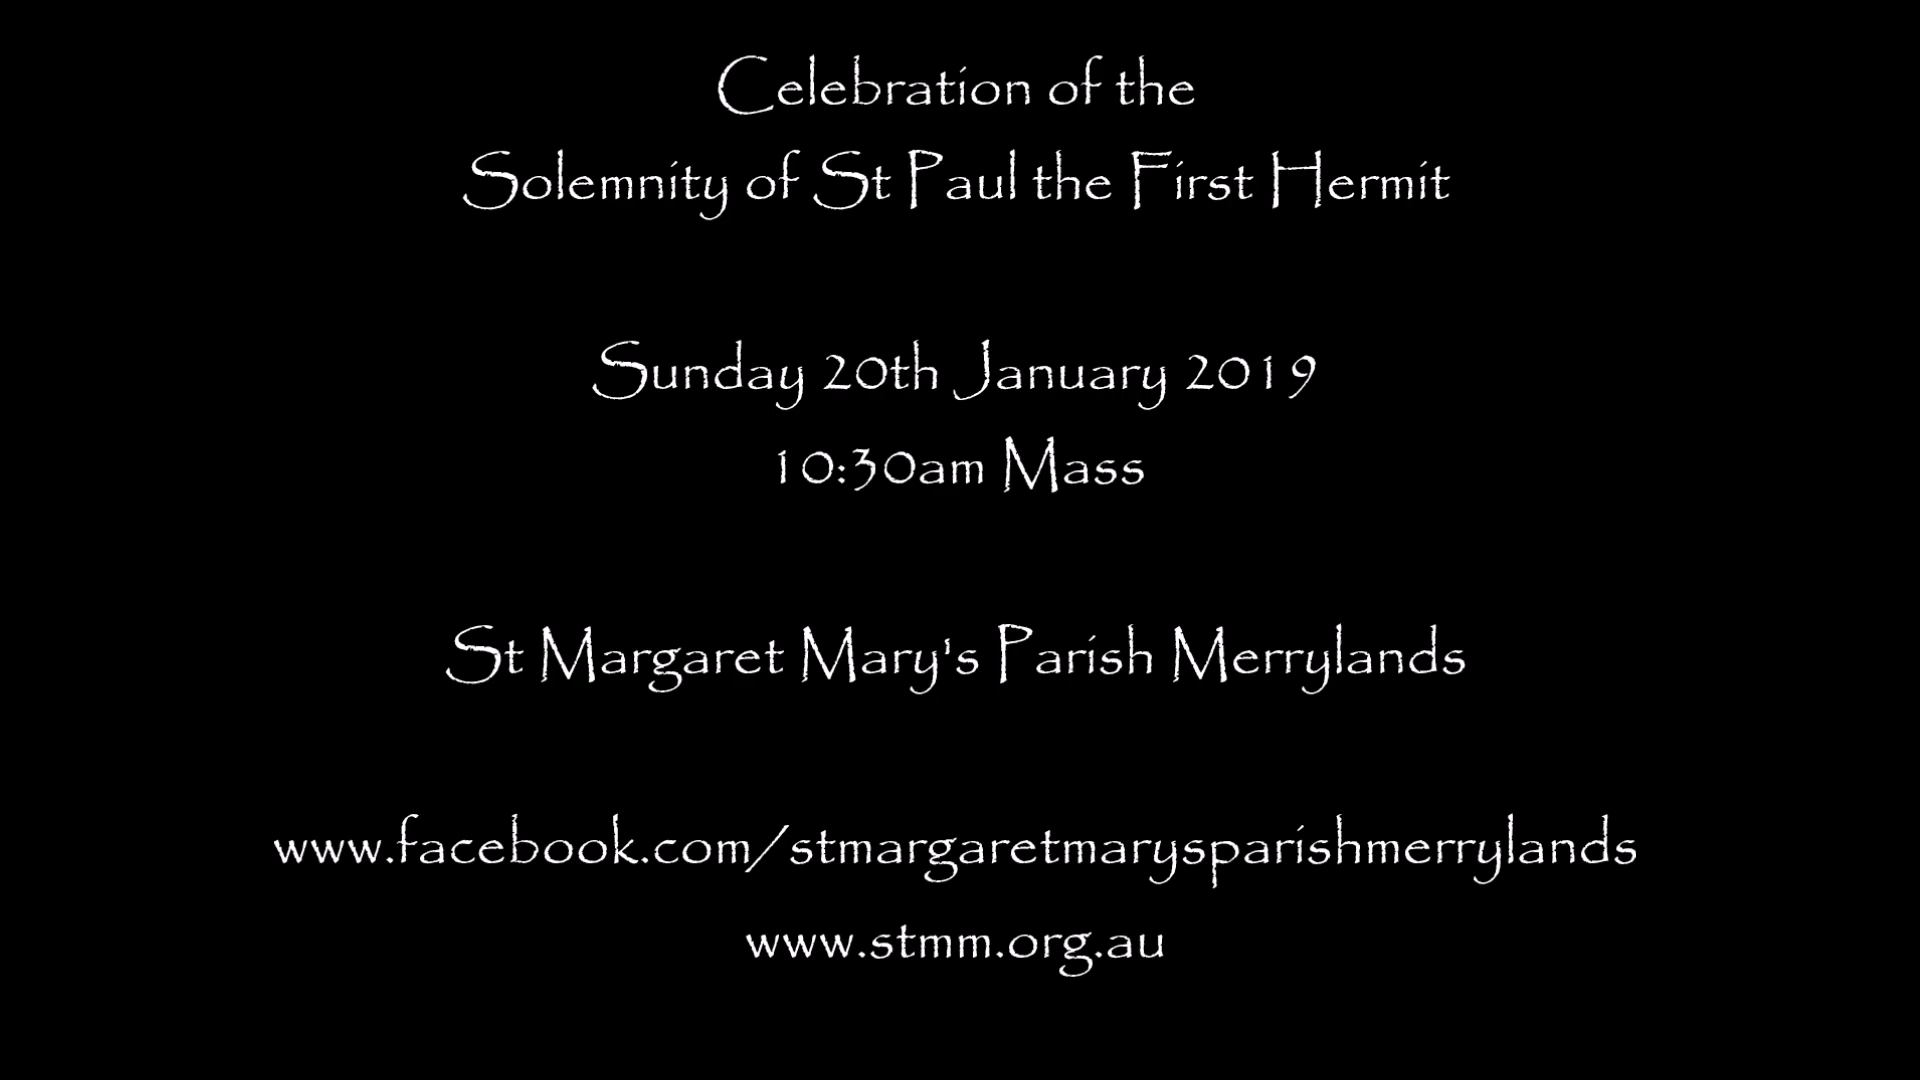 Celebration of the
Solemnity of St Paul the First Hermit
Sunday 20th January 2019
10:30am Mass
St Margaret Mary's Parish Merrylands
www.facebook.com/stmargaretmarysparishmerrylands
www.stmm.org.au